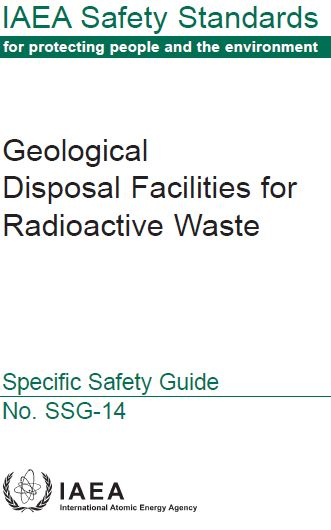 IAEA Safety Standards
for protecting people and the environment
Geological
Disposal Facilities for
Radioactive Waste
Specific Safety Guide
No. SSG-14
IAEA
International Atomic Energy Agency